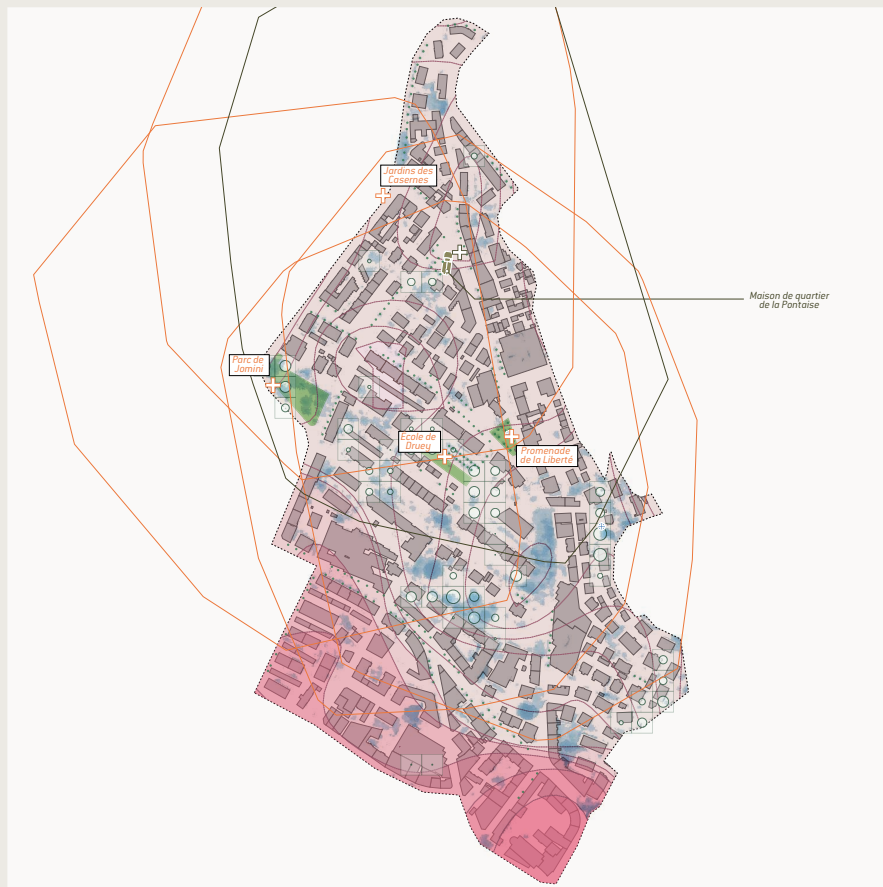 Jardins des
Casernes
Maison de quartier
de la Pontaise
Parc de
Jomini
Ecole de
Druey
Promenade
de la Liberté